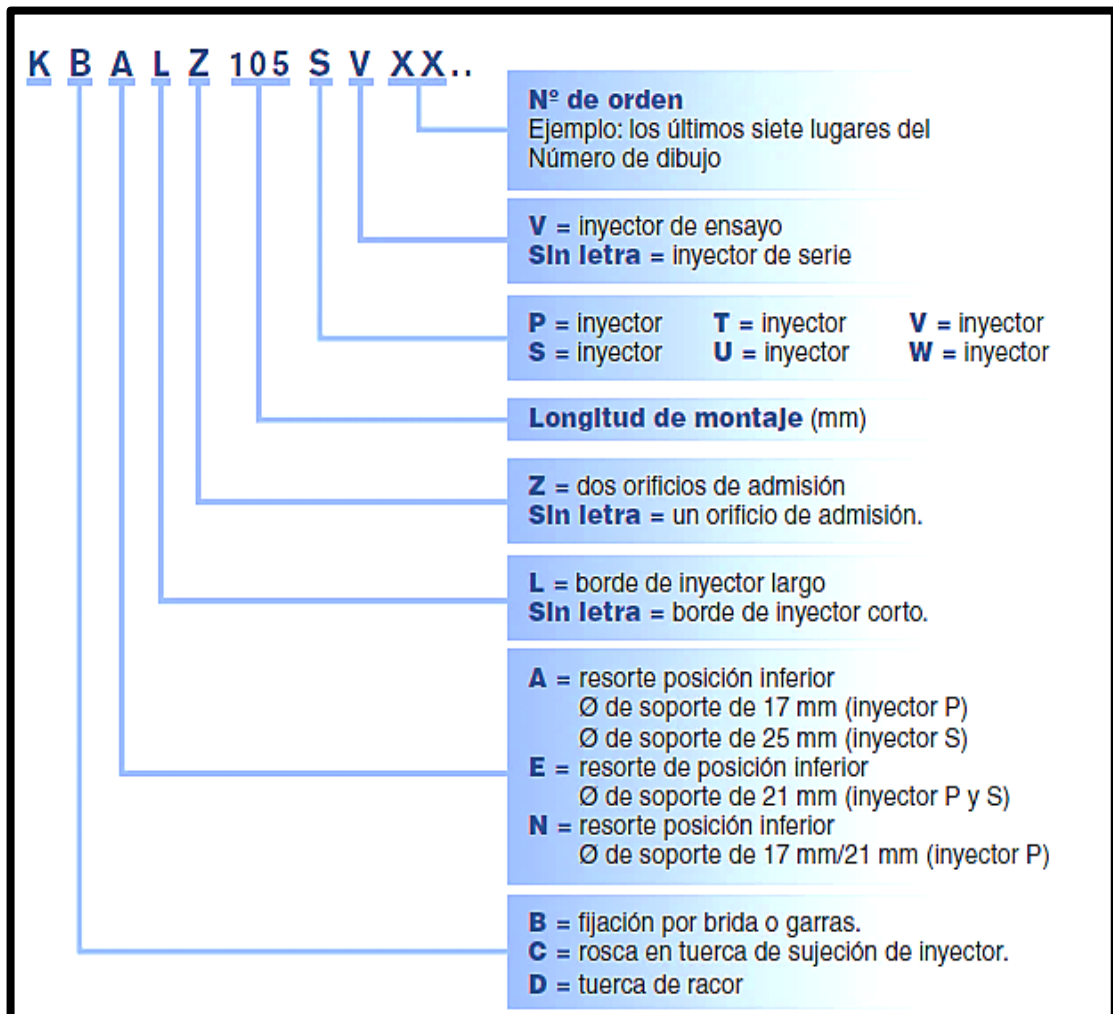 K B A L Z 105 S V XX..
Nº de orden
Ejemplo: los últimos siete lugares del
Número de dibujo
V = inyector de ensayo
Sin letra = inyector de serie
P = inyector T = inyector V = inyector
S = inyector U = inyector W = inyector
Longitud de montaje (mm)
Z = dos orificios de admisión
Sin letra = un orificio de admisión.
L = borde de inyector largo
Sin letra = borde de inyector corto.
A = resorte posición inferior
Ø de soporte de 17 mm (inyector P)
Ø de soporte de 25 mm (inyector S)
E = resorte de posición inferior
Ø de soporte de 21 mm (inyector P y S)
N = resorte posición inferior
Ø de soporte de 17 mm/21 mm (inyector P)
B = fijación por brida o garras.
C = rosca en tuerca de sujeción de inyector.
D = tuerca de racor